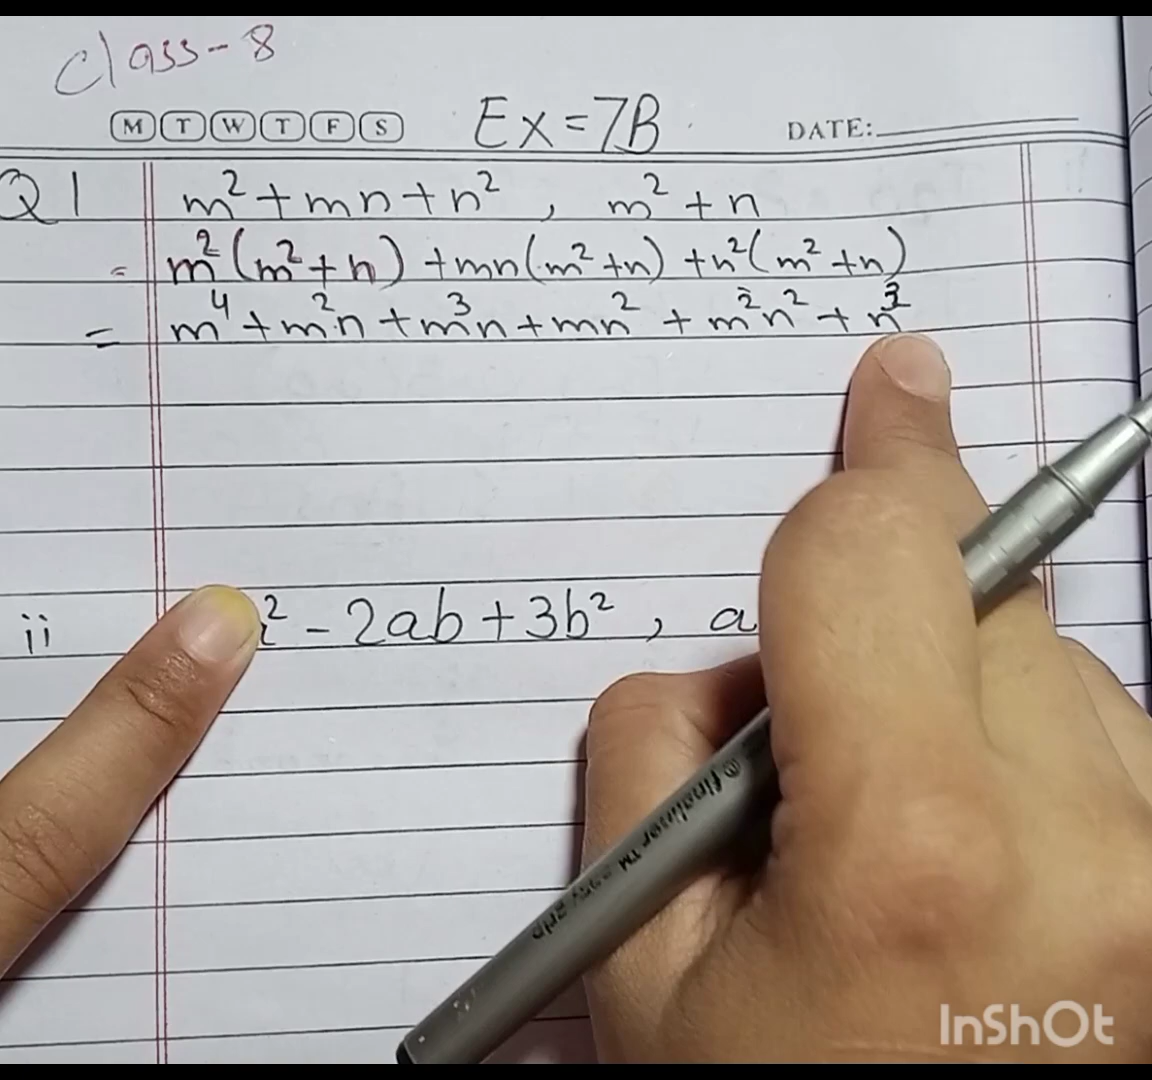 Class-8
M T W T F S Ex=7B DATE:
Q1 m²+mn+n² , m²+n
= m²(m²+n) +mn(m²+n) +n²(m²+n)
= m⁴+m²n+m³n+mn²+m²n²+n³
ii ² - 2ab+3b² , a
finaliner™
InShOt